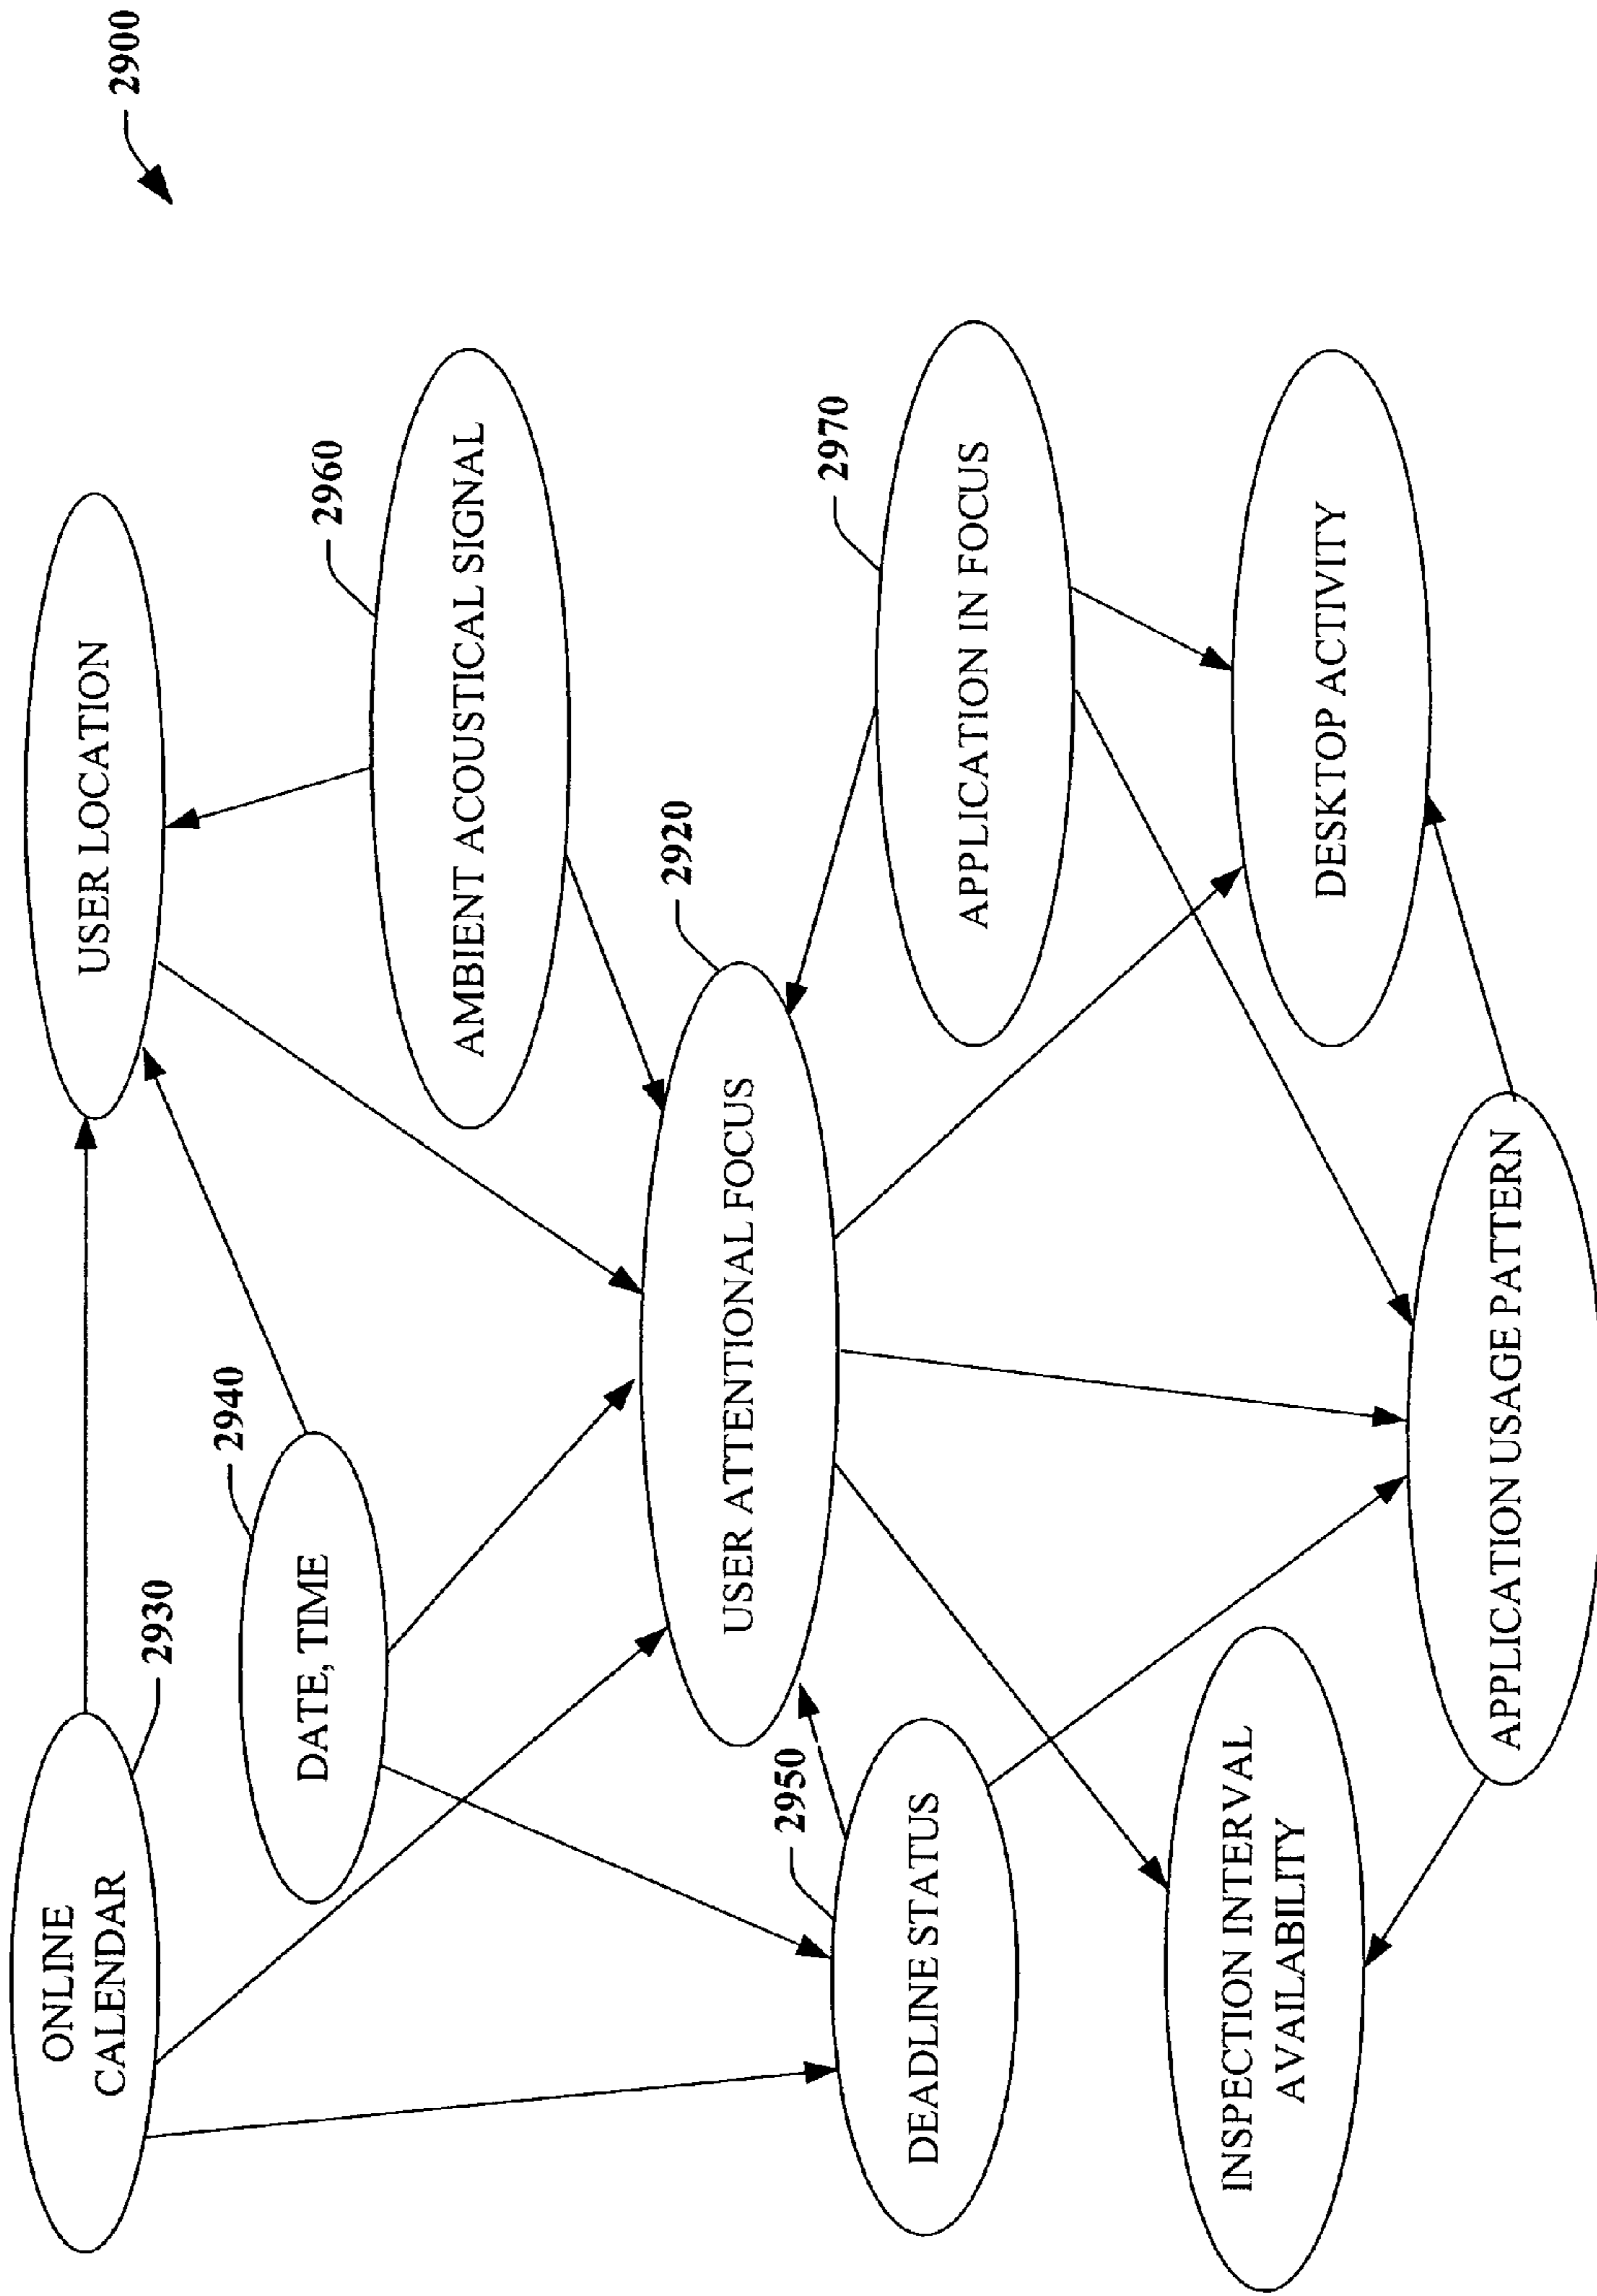 2900
ONLINE
CALENDAR
2930
USER LOCATION
DATE, TIME
2940
AMBIENT ACOUSTICAL SIGNAL
2960
USER ATTENTIONAL FOCUS
2920
DEADLINE STATUS
2950
APPLICATION IN FOCUS
2970
INSPECTION INTERVAL
AVAILABILITY
DESKTOP ACTIVITY
APPLICATION USAGE PATTERN